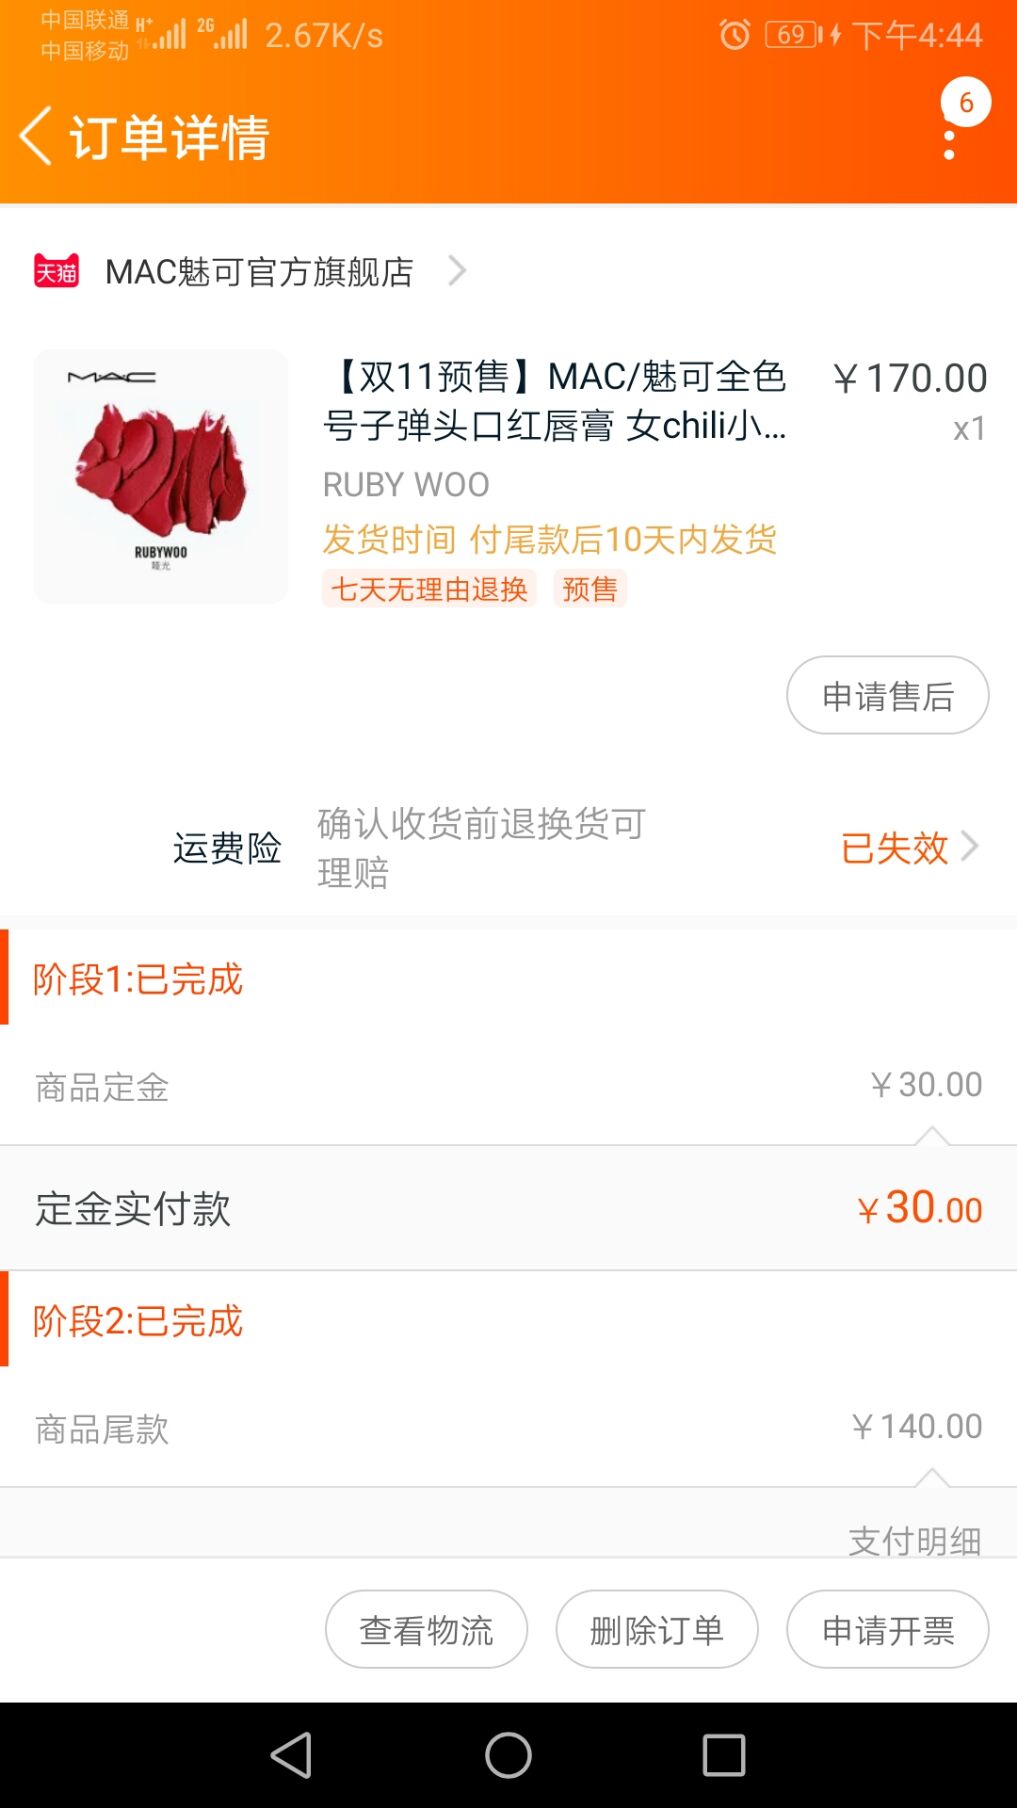 中国联通 H+ 2G 2.67K/s 69 下午4:44
中国移动
订单详情
6
天猫 MAC魅可官方旗舰店
MAC
RUBYWOO
哑光
【双11预售】MAC/魅可全色 ￥170.00
号子弹头口红唇膏 女chili小... x1
RUBY WOO
发货时间 付尾款后10天内发货
七天无理由退换 预售
申请售后
运费险 确认收货前退换货可 已失效
理赔
阶段1:已完成
商品定金 ￥30.00
定金实付款 ￥30.00
阶段2:已完成
商品尾款 ￥140.00
支付明细
查看物流 删除订单 申请开票